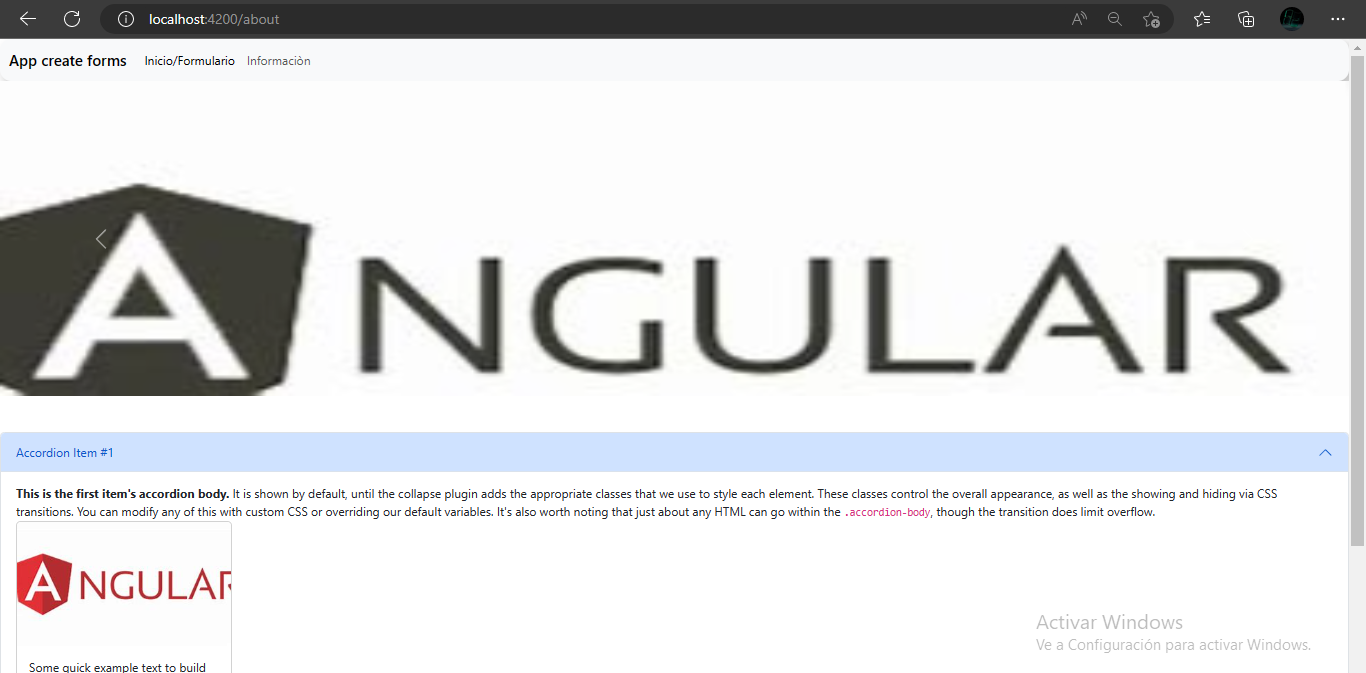 localhost:4200/about
App create forms Inicio/Formulario Informaciòn
ANGULAR
Accordion Item #1
This is the first item's accordion body. It is shown by default, until the collapse plugin adds the appropriate classes that we use to style each element. These classes control the overall appearance, as well as the showing and hiding via CSS
transitions. You can modify any of this with custom CSS or overriding our default variables. It's also worth noting that just about any HTML can go within the .accordion-body, though the transition does limit overflow.
ANGULAR
Some quick example text to build
Activar Windows
Ve a Configuración para activar Windows.